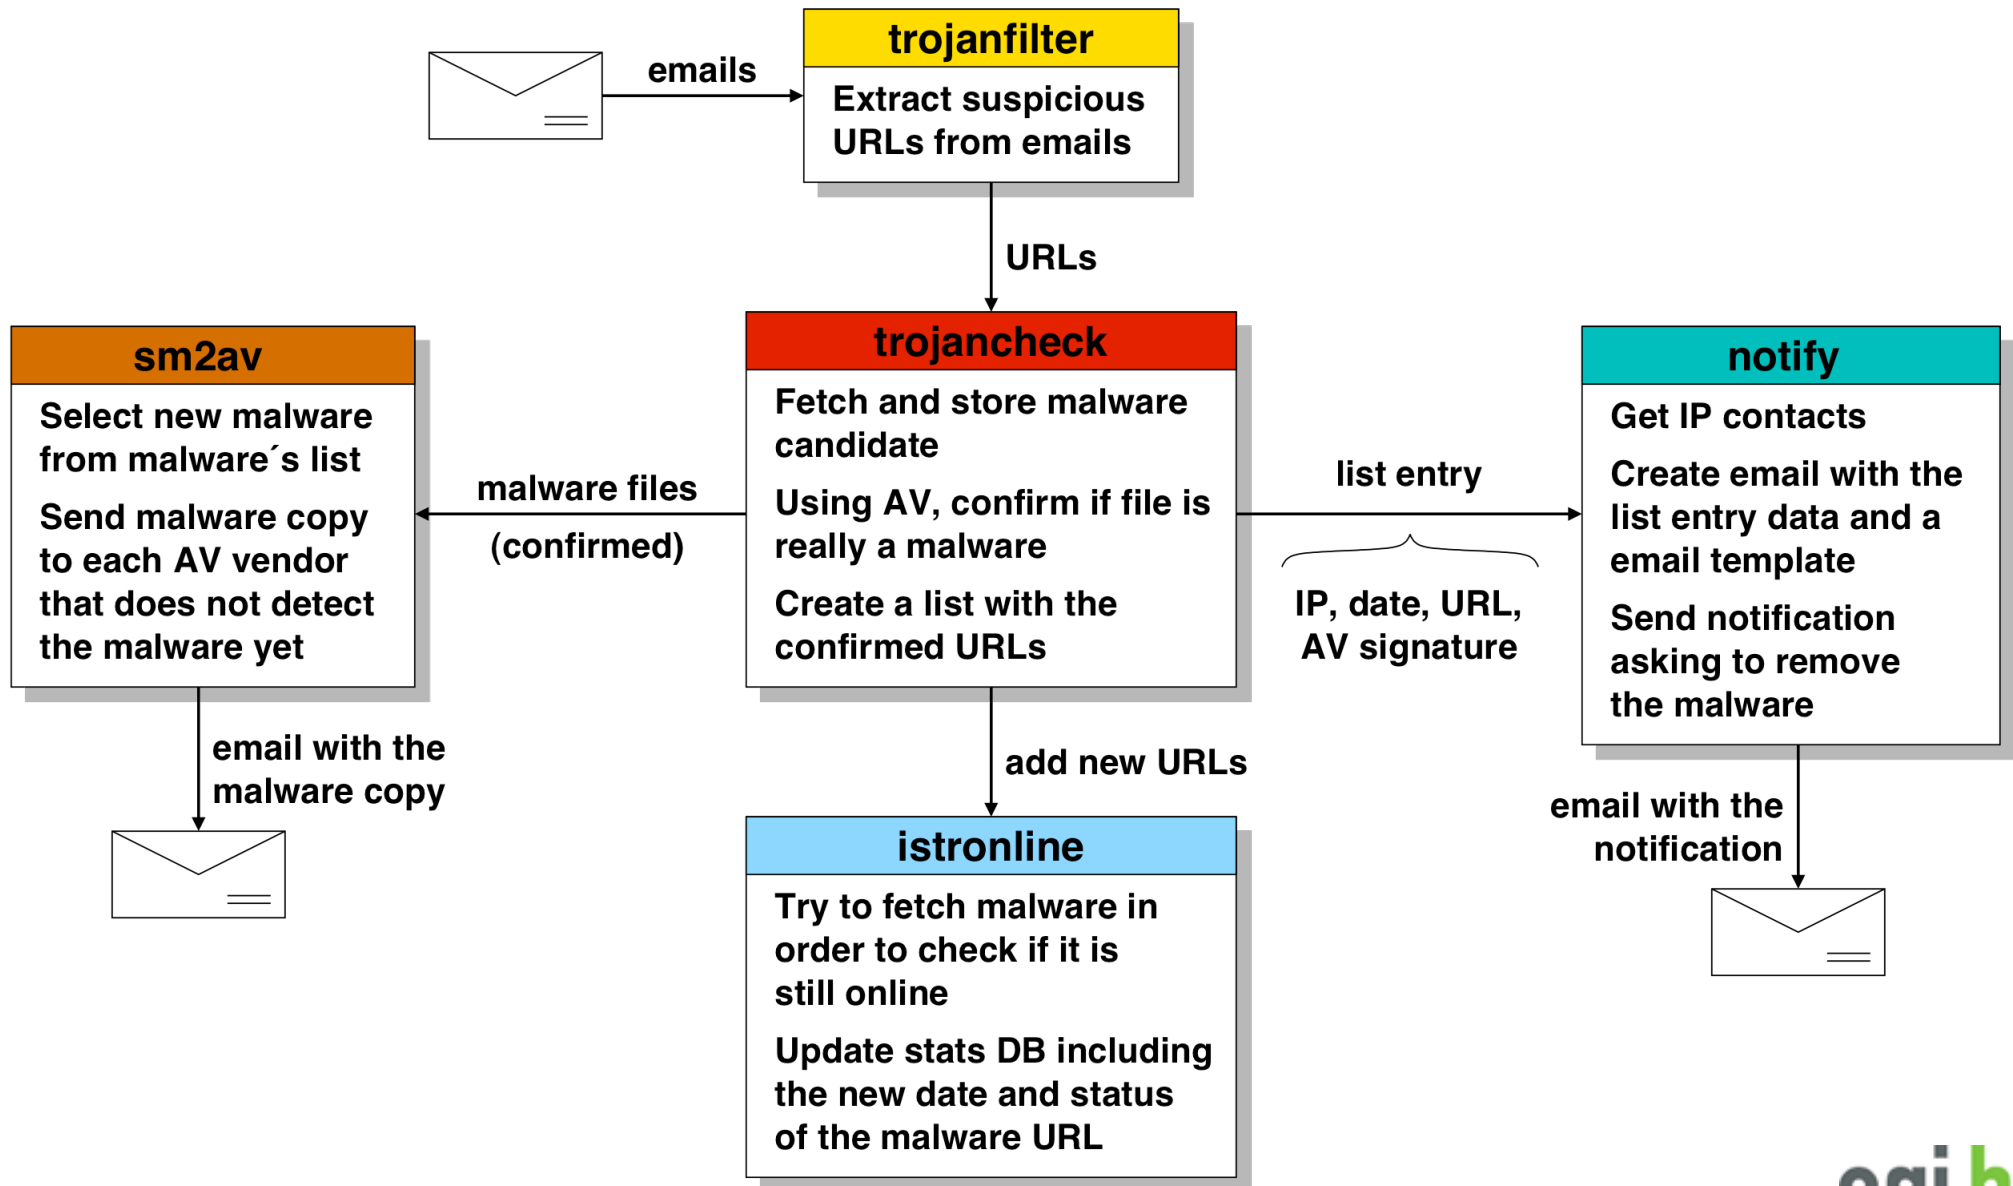 trojanfilter
emails
Extract suspicious
URLs from emails
URLs
sm2av
Select new malware
from malware´s list
Send malware copy
to each AV vendor
that does not detect
the malware yet
malware files
(confirmed)
trojancheck
Fetch and store malware
candidate
Using AV, confirm if file is
really a malware
Create a list with the
confirmed URLs
list entry
IP, date, URL,
AV signature
notify
Get IP contacts
Create email with the
list entry data and a
email template
Send notification
asking to remove
the malware
email with the
malware copy
add new URLs
email with the
notification
istronline
Try to fetch malware in
order to check if it is
still online
Update stats DB including
the new date and status
of the malware URL